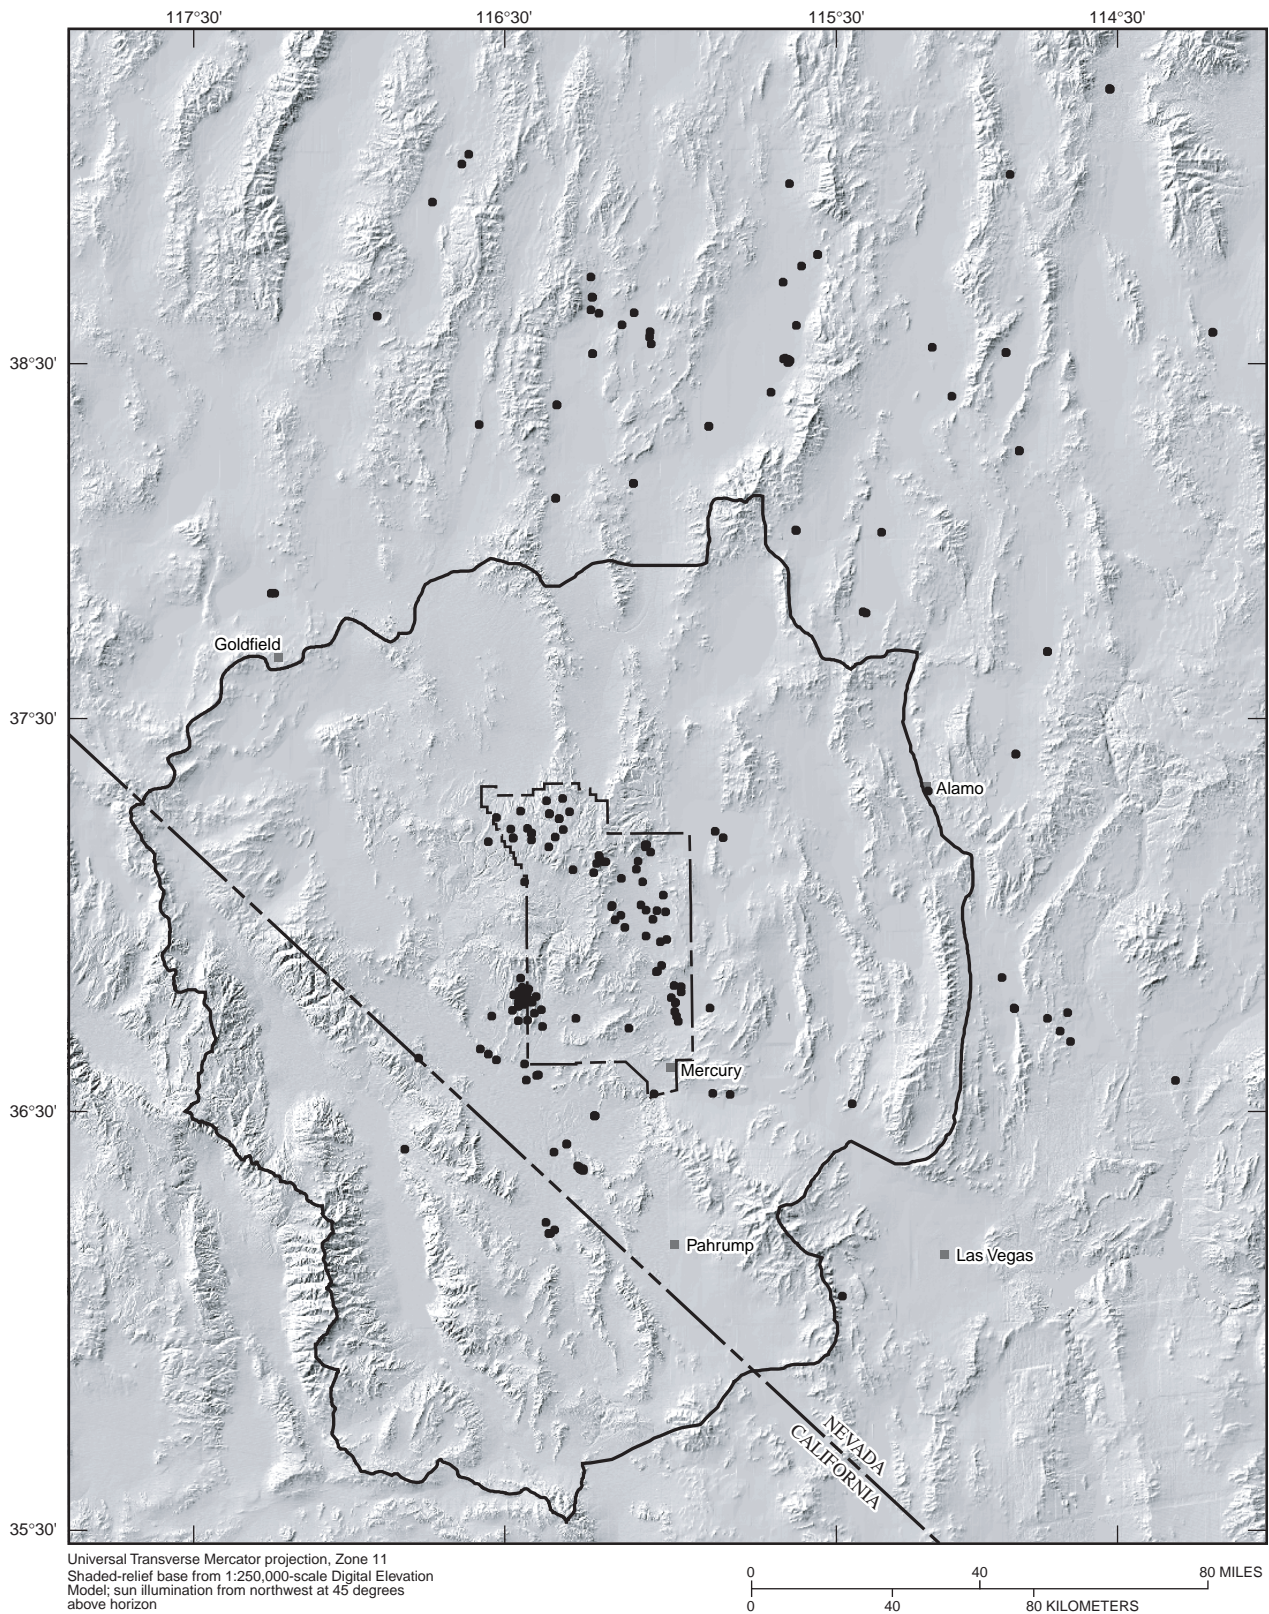 117°30'
116°30'
115°30'
114°30'
38°30'
Goldfield
37°30'
Alamo
Mercury
36°30'
Pahrump
Las Vegas
NEVADA
CALIFORNIA
35°30'
Universal Transverse Mercator projection, Zone 11
Shaded-relief base from 1:250,000-scale Digital Elevation
Model; sun illumination from northwest at 45 degrees
above horizon
0 40 80 MILES
0 40 80 KILOMETERS